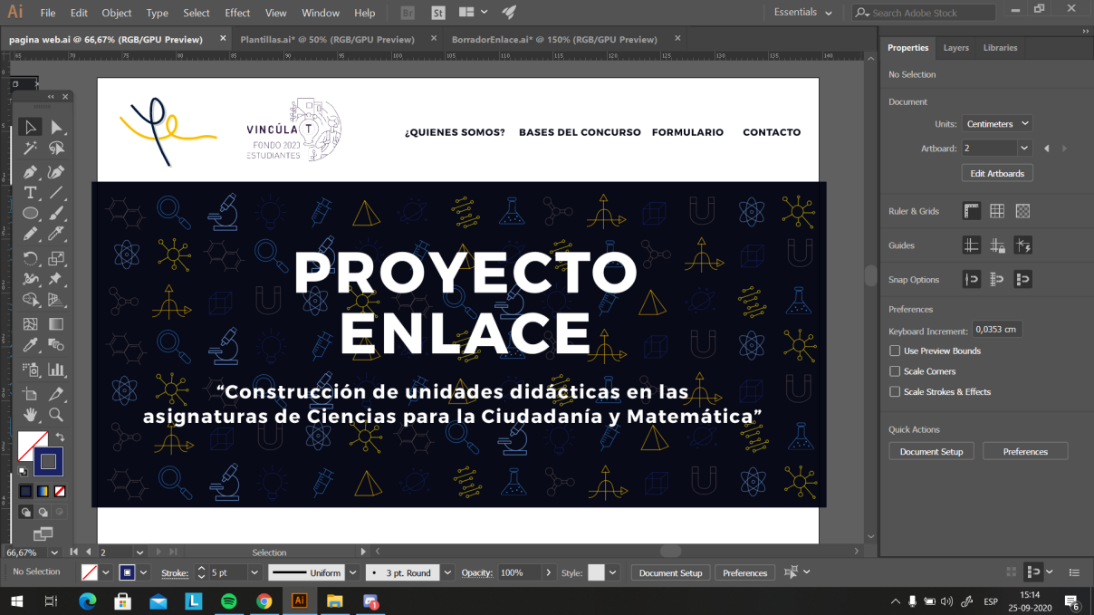 Ai File Edit Object Type Select Effect View Window Help Br St Essentials Search Adobe Stock
pagina web.ai @ 66,67% (RGB/GPU Preview) × Plantillas.ai* @ 50% (RGB/GPU Preview) × BorradorEnlace.ai* @ 150% (RGB/GPU Preview) ×
Properties Layers Libraries
No Selection
Document
Units: Centimeters
Artboard: 2
Edit Artboards
Ruler & Grids
Guides
Snap Options
Preferences
Keyboard Increment: 0,0353 cm
Use Preview Bounds
Scale Corners
Scale Strokes & Effects
Quick Actions
Document Setup Preferences
VINCÚLA T
FONDO 2023
ESTUDIANTES
¿QUIENES SOMOS? BASES DEL CONCURSO FORMULARIO CONTACTO
PROYECTO
ENLACE
“Construcción de unidades didácticas en las
asignaturas de Ciencias para la Ciudadanía y Matemática”
66,67% 2 Selection
No Selection Stroke: 5 pt Uniform 3 pt. Round Opacity: 100% Style: Document Setup Preferences
L Ai 1 ESP 15:14
25-09-2020 6